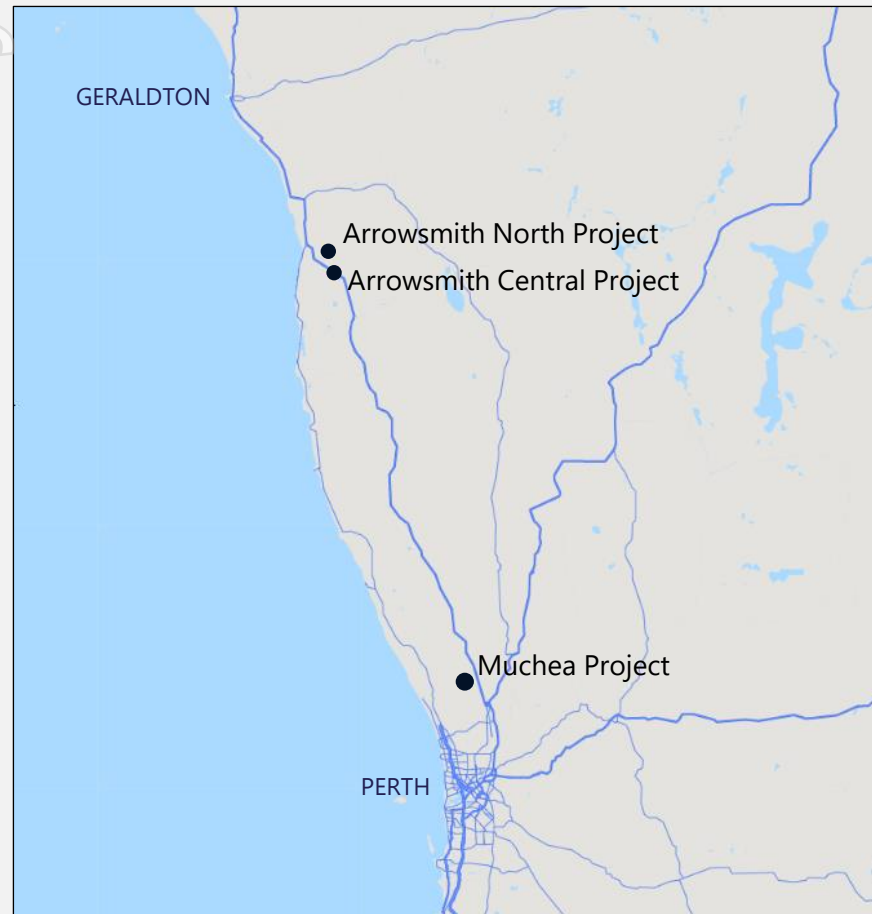 GERALDTON
Arrowsmith North Project
Arrowsmith Central Project
Muchea Project
PERTH